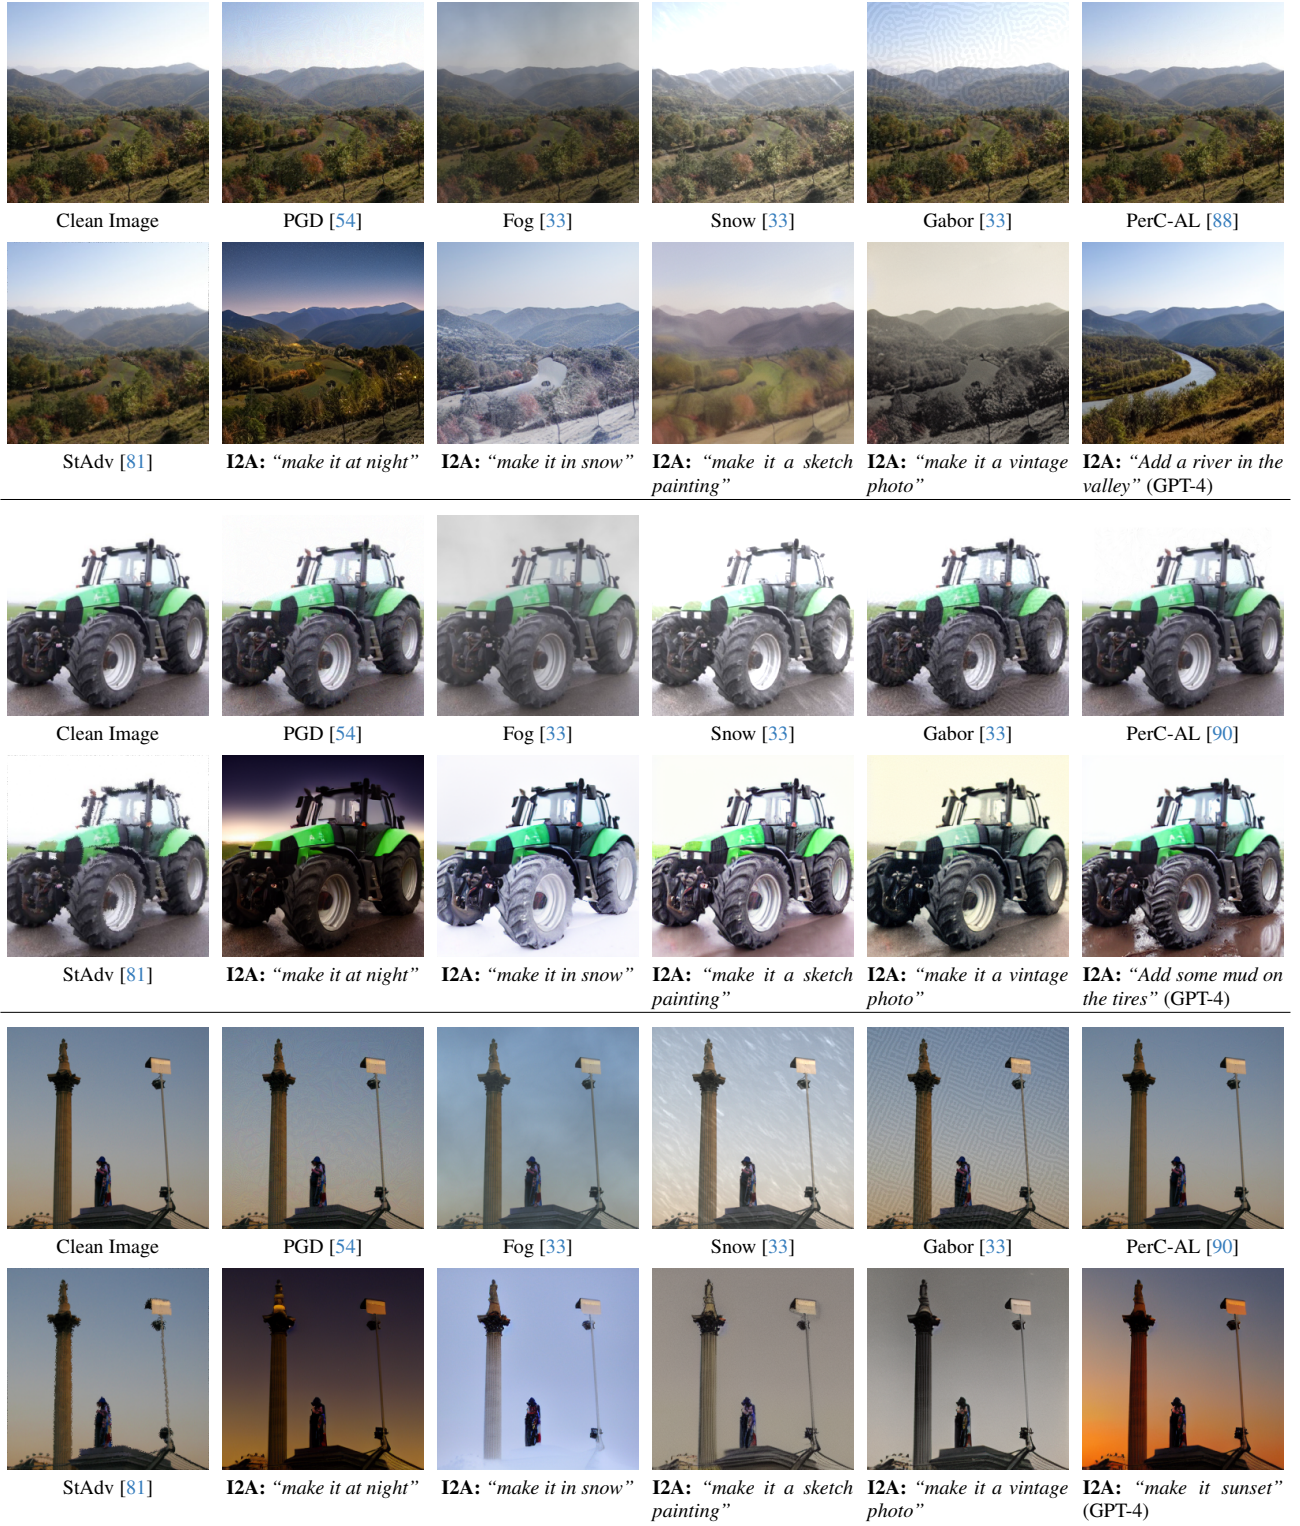 Clean Image
PGD [54]
Fog [33]
Snow [33]
Gabor [33]
PerC-AL [88]
StAdv [81]
I2A: “make it at night”
I2A: “make it in snow”
I2A: “make it a sketch
painting”
I2A: “make it a vintage
photo”
I2A: “Add a river in the
valley” (GPT-4)
Clean Image
PGD [54]
Fog [33]
Snow [33]
Gabor [33]
PerC-AL [90]
StAdv [81]
I2A: “make it at night”
I2A: “make it in snow”
I2A: “make it a sketch
painting”
I2A: “make it a vintage
photo”
I2A: “Add some mud on
the tires” (GPT-4)
Clean Image
PGD [54]
Fog [33]
Snow [33]
Gabor [33]
PerC-AL [90]
StAdv [81]
I2A: “make it at night”
I2A: “make it in snow”
I2A: “make it a sketch
painting”
I2A: “make it a vintage
photo”
I2A: “make it sunset”
(GPT-4)